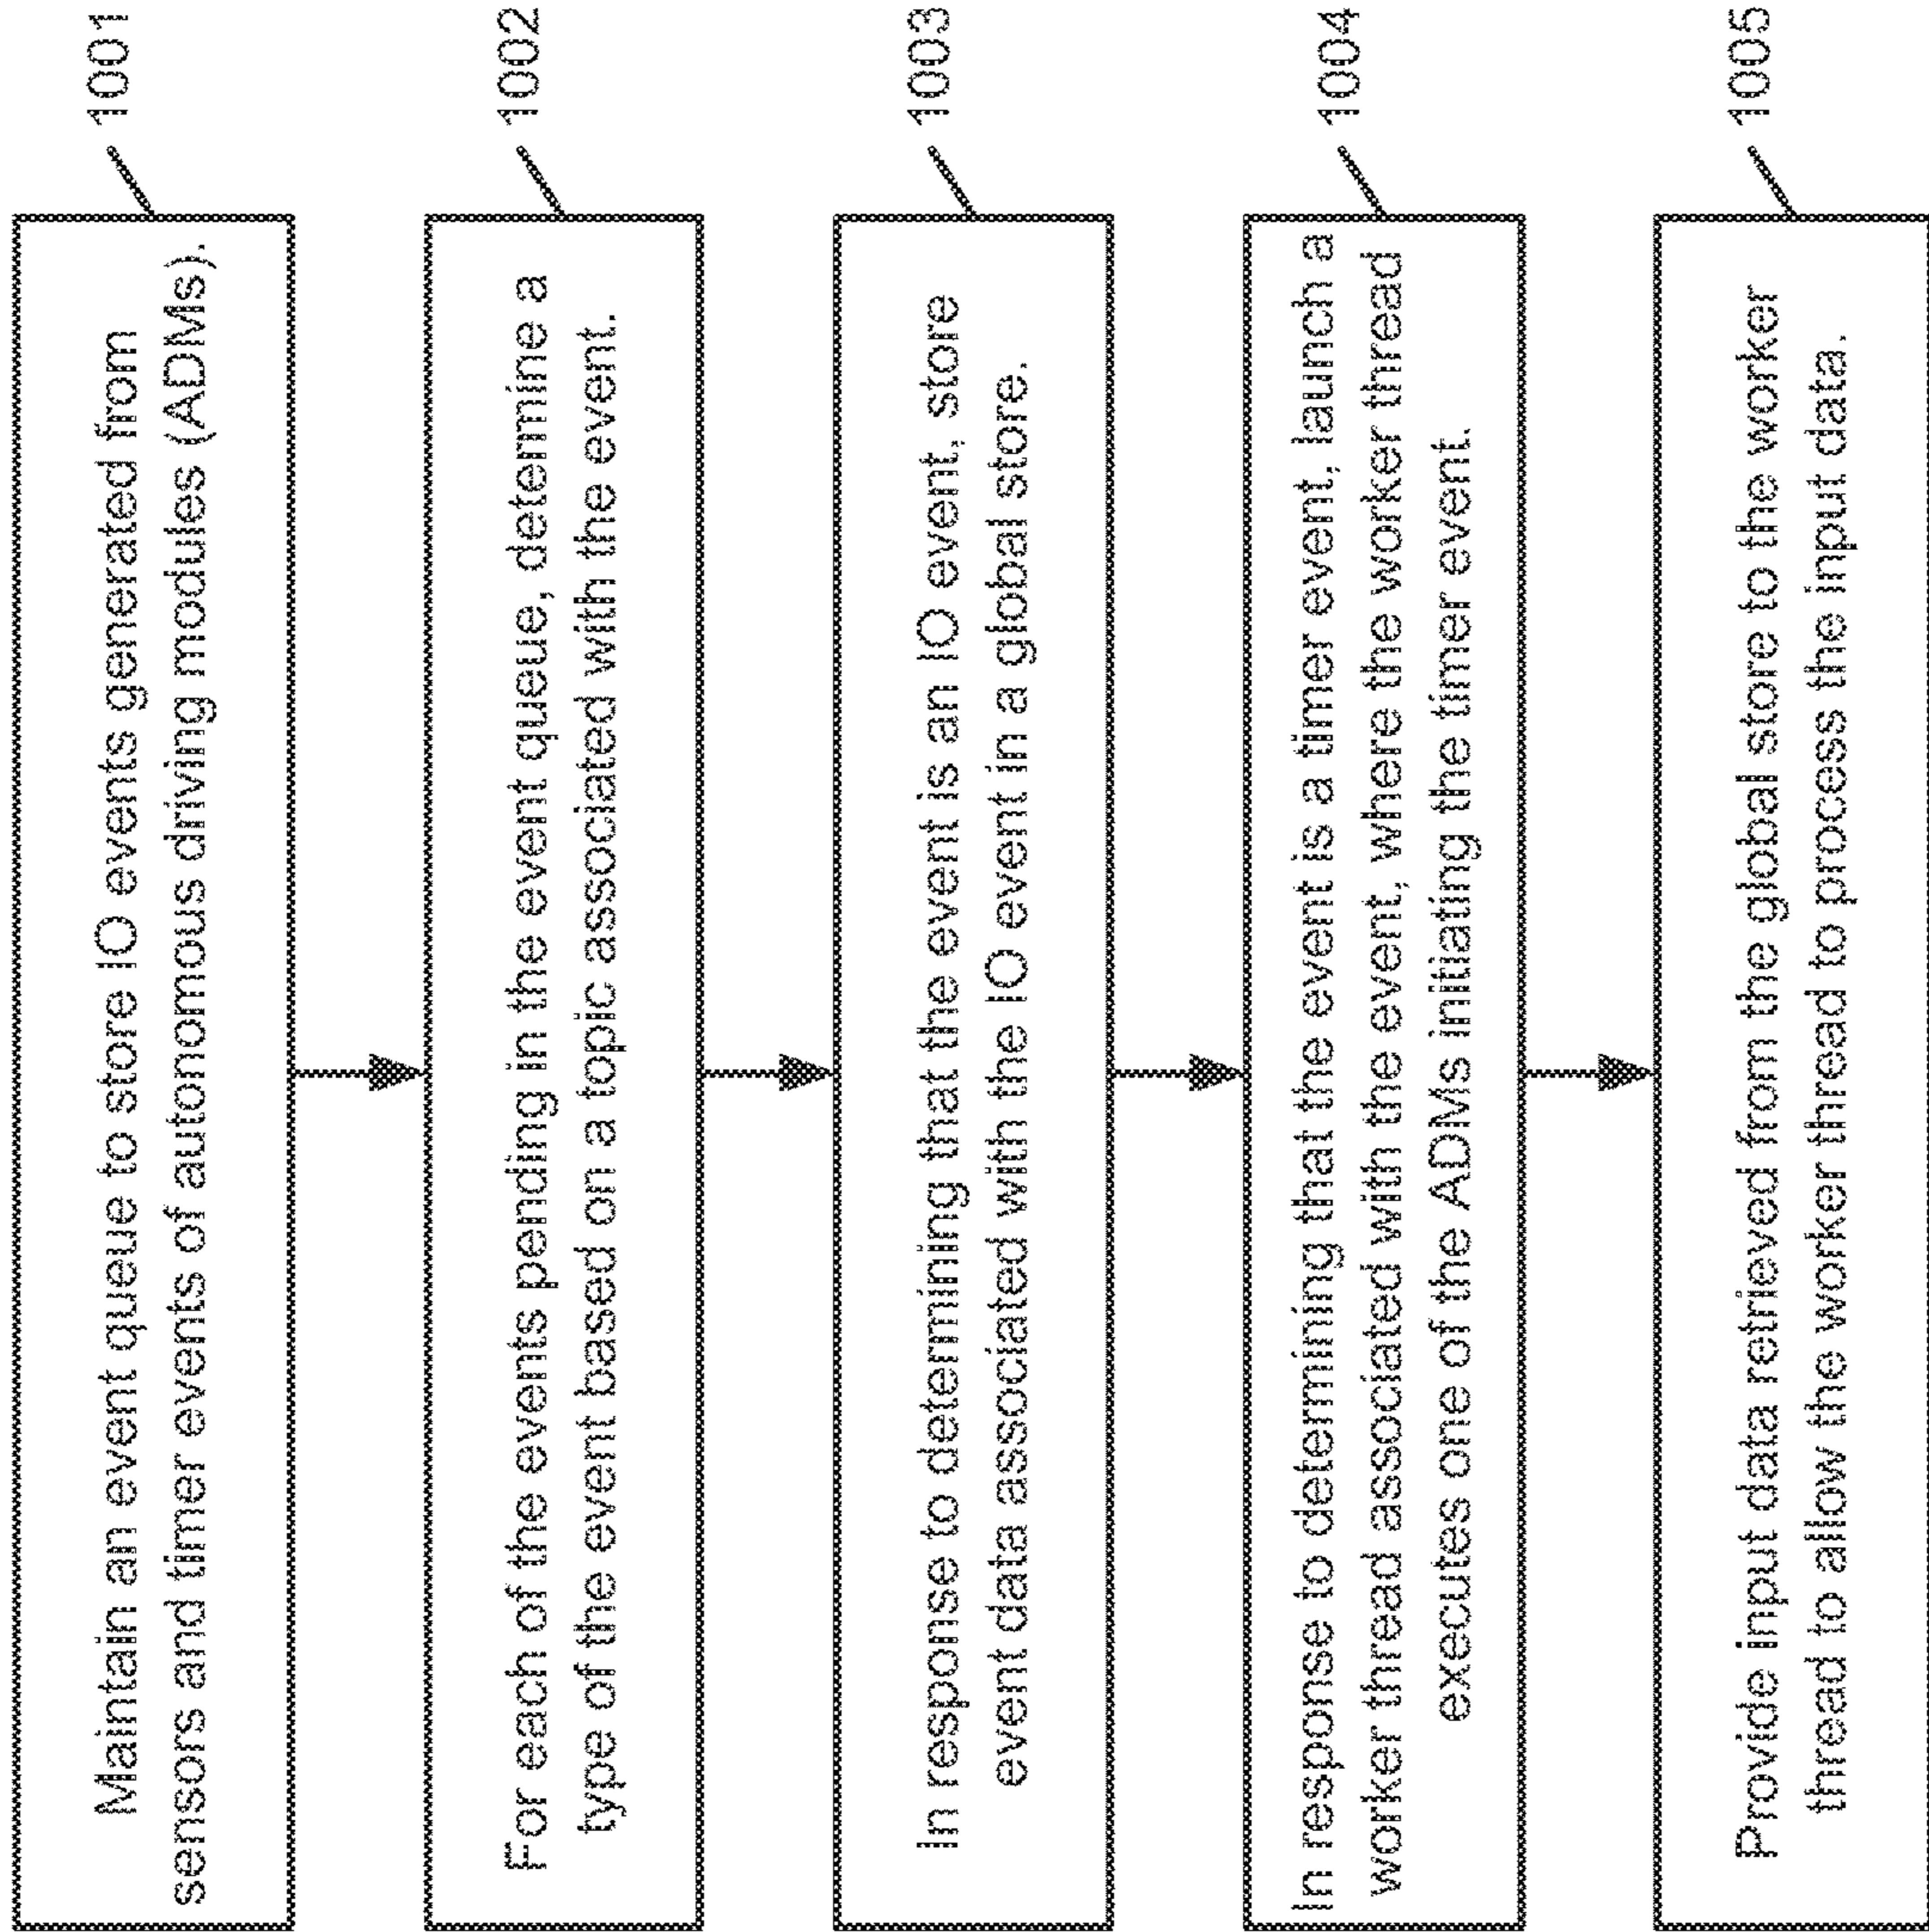 1001
Maintain an event queue to store IO events generated from
sensors and timer events of autonomous driving modules (ADMs).
1002
For each of the events pending in the event queue, determine a
type of the event based on a topic associated with the event.
1003
In response to determining that the event is an IO event, store
event data associated with the IO event in a global store.
1004
In response to determining that the event is a timer event, launch a
worker thread associated with the event, where the worker thread
executes one of the ADMs initiating the timer event.
1005
Provide input data retrieved from the global store to the worker
thread to allow the worker thread to process the input data.